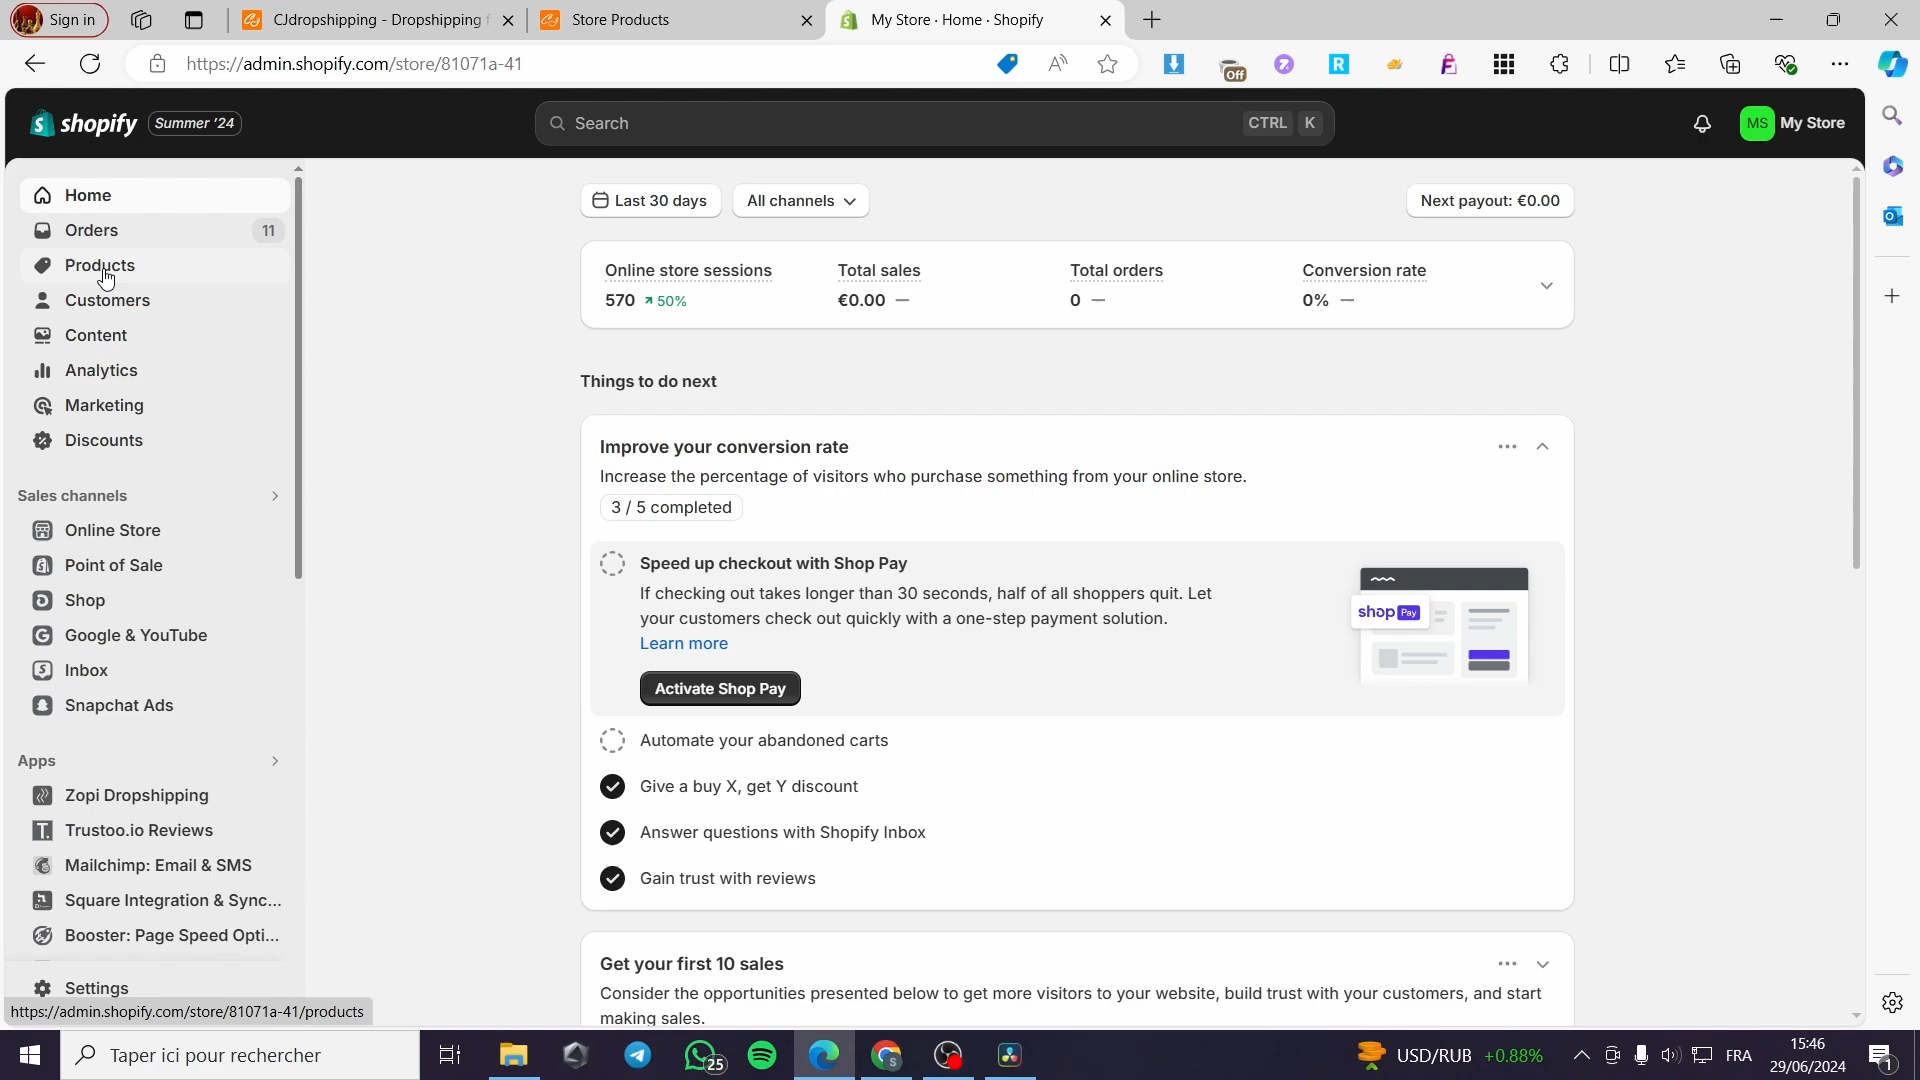 Sign in
CJdropshipping - Dropshipping f
Store Products
My Store · Home · Shopify
https://admin.shopify.com/store/81071a-41
Off
shopify
Summer '24
Search
CTRL K
MS
My Store
Home
Orders
11
Products
Customers
Content
Analytics
Marketing
Discounts
Sales channels
Online Store
Point of Sale
Shop
Google & YouTube
Inbox
Snapchat Ads
Apps
Zopi Dropshipping
Trustoo.io Reviews
Mailchimp: Email & SMS
Square Integration & Sync...
Booster: Page Speed Opti...
Settings
https://admin.shopify.com/store/81071a-41/products
Last 30 days
All channels
Next payout: €0.00
Online store sessions
570
50%
Total sales
€0.00 —
Total orders
0 —
Conversion rate
0% —
Things to do next
Improve your conversion rate
Increase the percentage of visitors who purchase something from your online store.
3 / 5 completed
Speed up checkout with Shop Pay
If checking out takes longer than 30 seconds, half of all shoppers quit. Let
your customers check out quickly with a one-step payment solution.
Learn more
Activate Shop Pay
shop Pay
Automate your abandoned carts
Give a buy X, get Y discount
Answer questions with Shopify Inbox
Gain trust with reviews
Get your first 10 sales
Consider the opportunities presented below to get more visitors to your website, build trust with your customers, and start
making sales.
Taper ici pour rechercher
25
USD/RUB +0.88%
FRA
15:46
29/06/2024
1